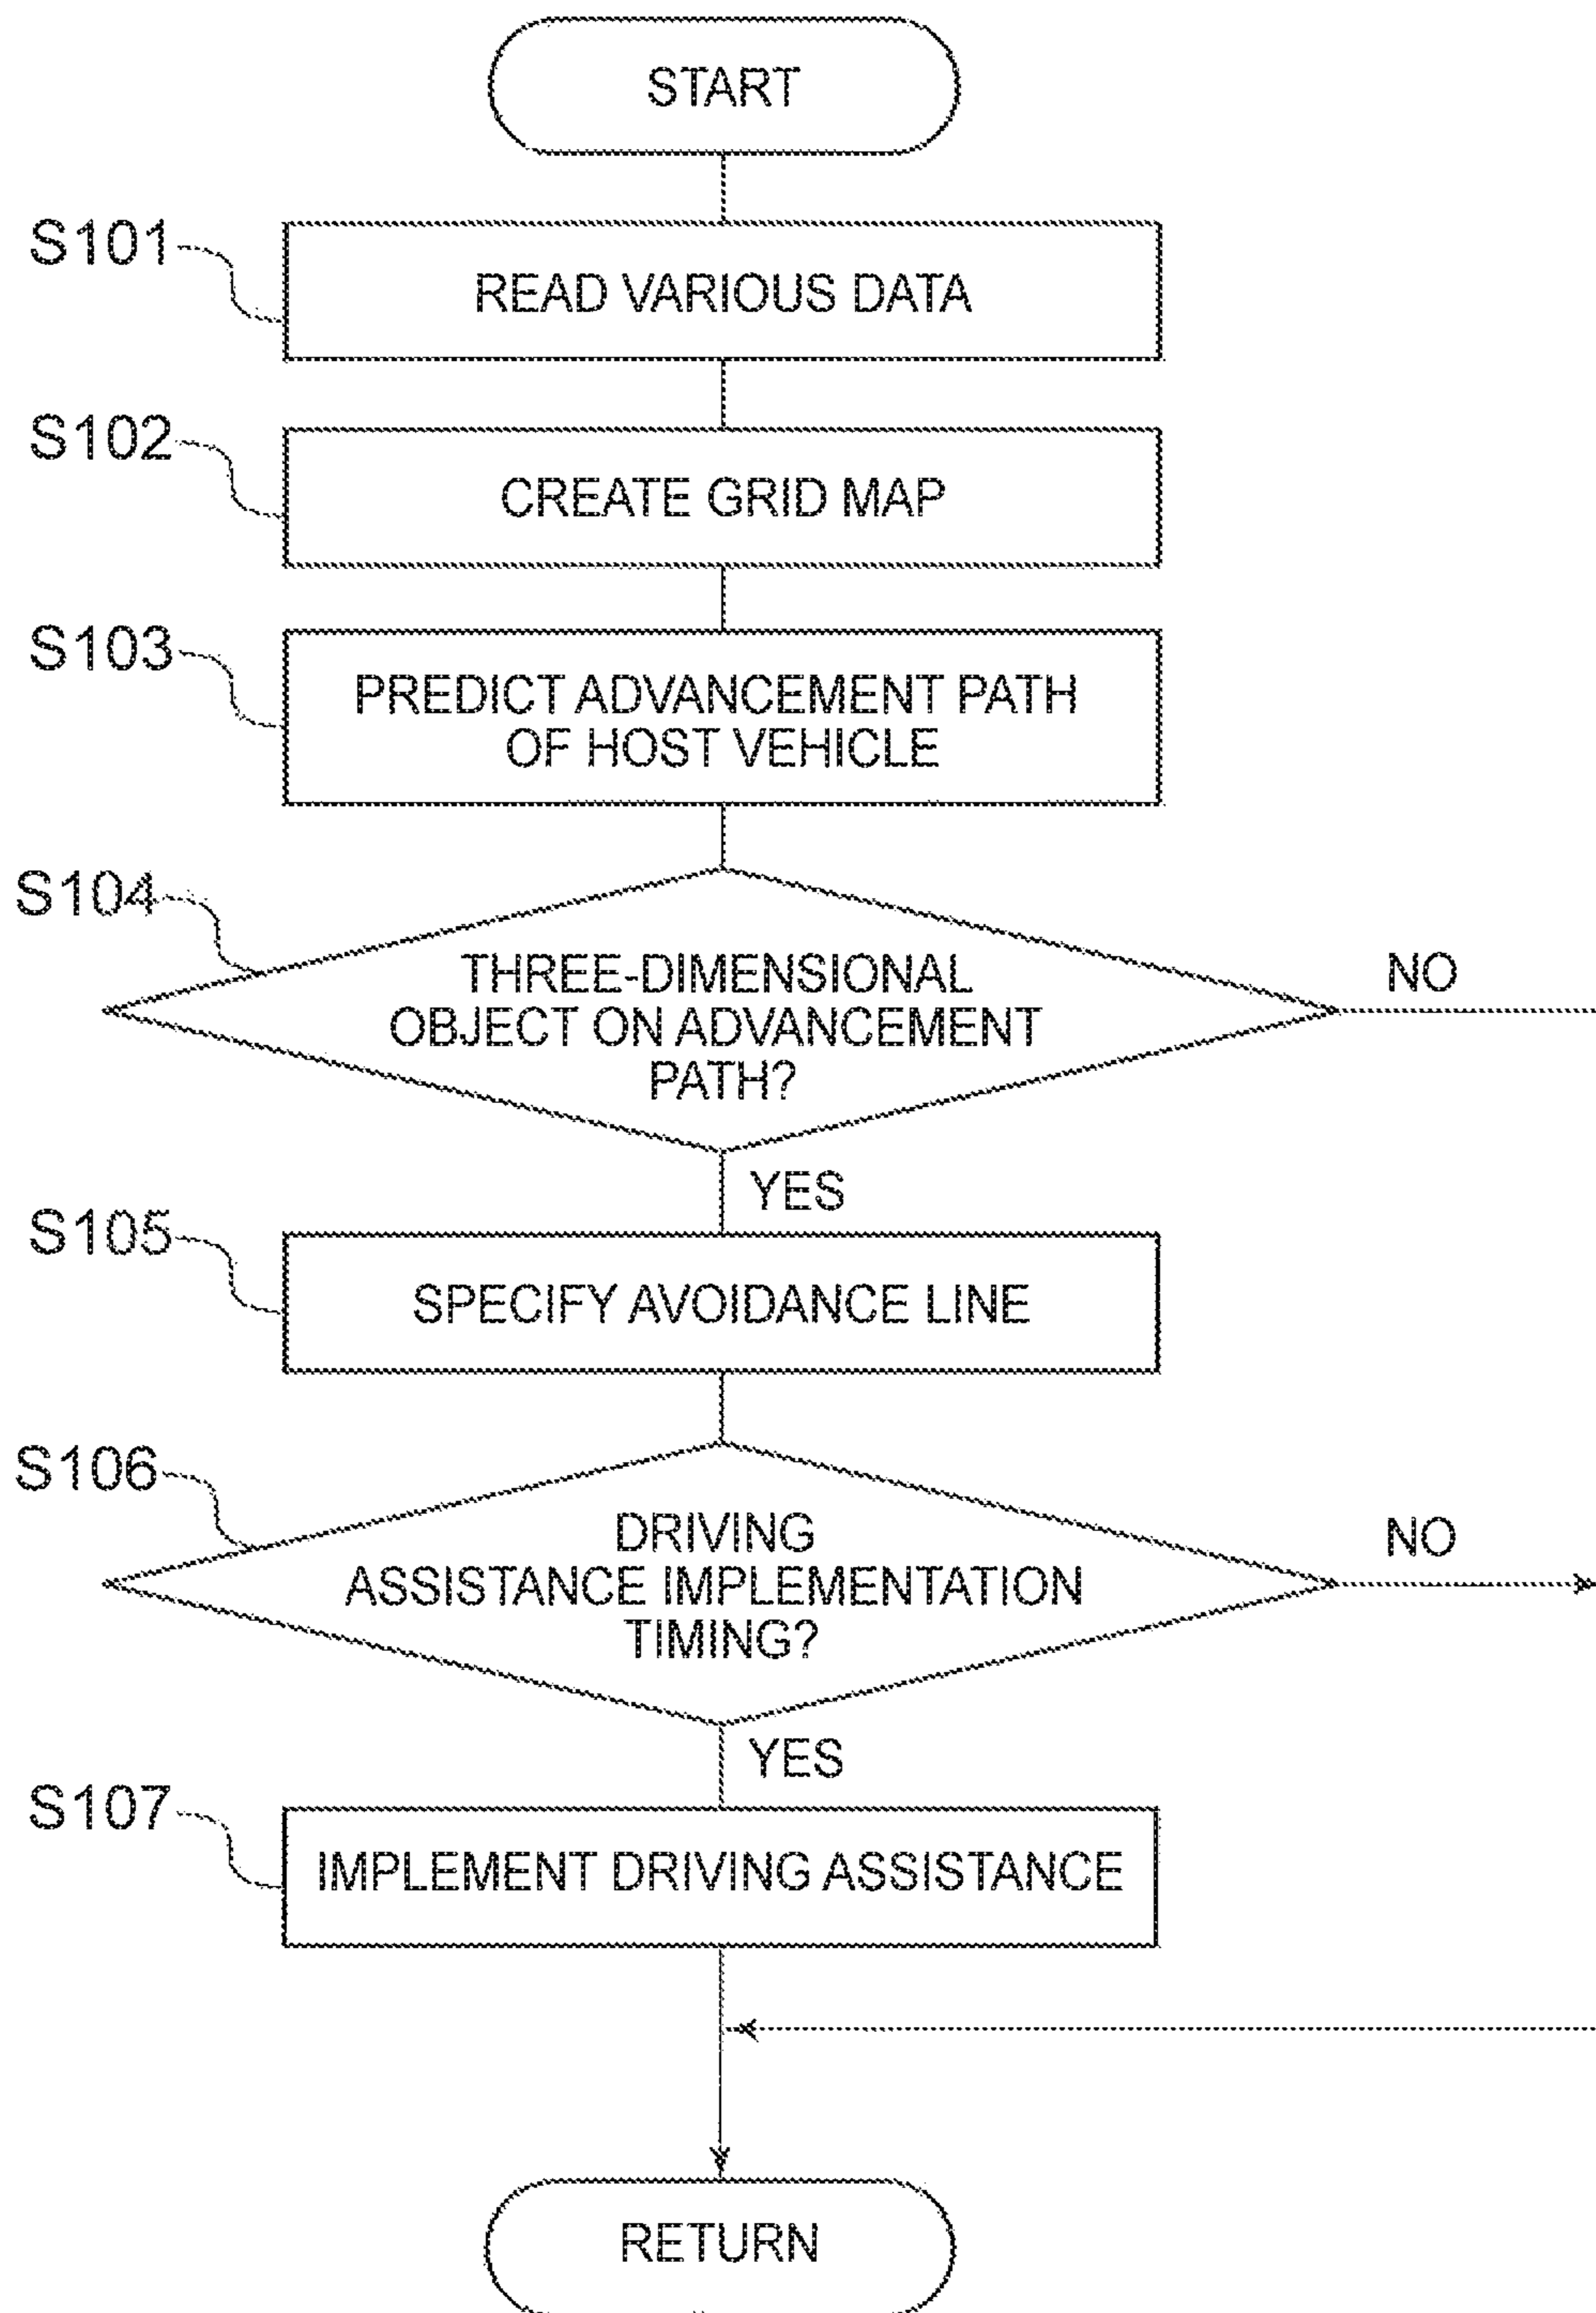 START
S101
READ VARIOUS DATA
S102
CREATE GRID MAP
S103
PREDICT ADVANCEMENT PATH
OF HOST VEHICLE
S104
THREE-DIMENSIONAL
OBJECT ON ADVANCEMENT
PATH?
NO
YES
S105
SPECIFY AVOIDANCE LINE
S106
DRIVING
ASSISTANCE IMPLEMENTATION
TIMING?
NO
YES
S107
IMPLEMENT DRIVING ASSISTANCE
RETURN